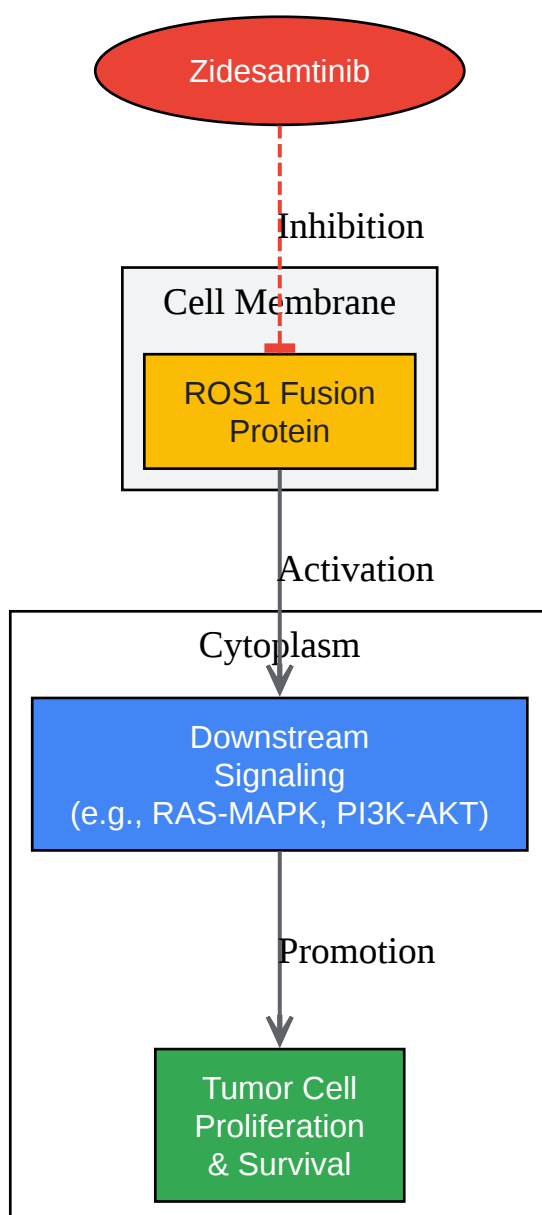 Zidesamtinib
Inhibition
Cell Membrane
ROS1 Fusion
Protein
Activation
Cytoplasm
Downstream
Signaling
(e.g., RAS-MAPK, PI3K-AKT)
Promotion
Tumor Cell
Proliferation
& Survival